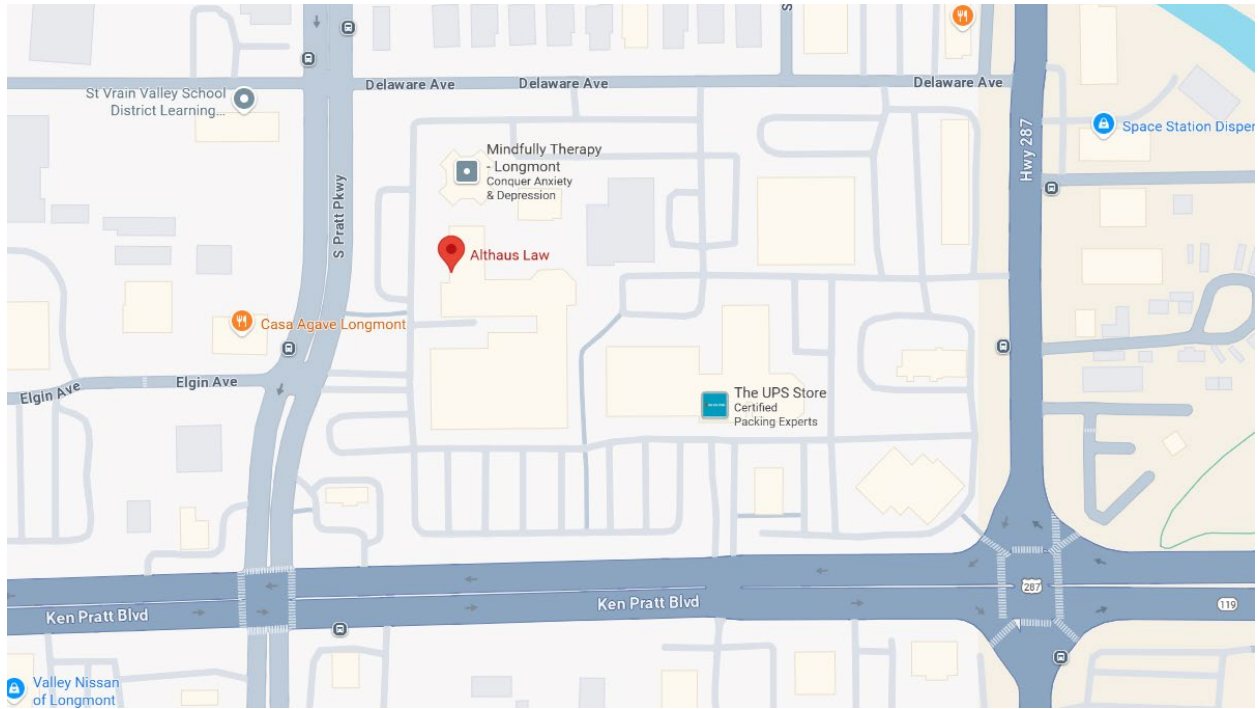 Delaware Ave
Delaware Ave
Delaware Ave
St Vrain Valley School
District Learning...
Space Station Disper
Mindfully Therapy
- Longmont
Conquer Anxiety
& Depression
Hwy 287
S Pratt Pkwy
Althaus Law
Casa Agave Longmont
Elgin Ave
Elgin Ave
The UPS Store
Certified
Packing Experts
287
119
Ken Pratt Blvd
Ken Pratt Blvd
Valley Nissan
of Longmont